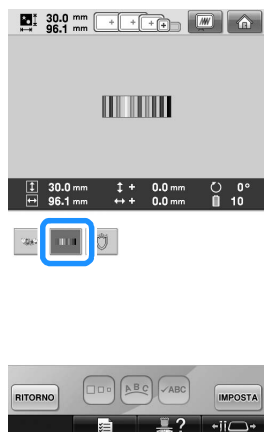 30.0 mm
96.1 mm
30.0 mm + 0.0 mm 0°
96.1 mm + 0.0 mm 10
RITORNO
ABC
✓ABC
IMPOSTA
?